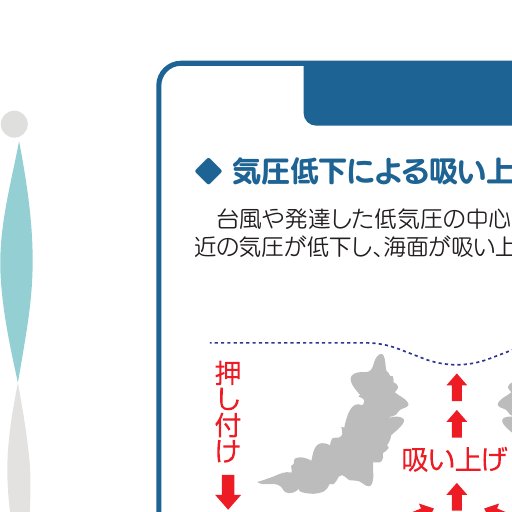 ◆ 気圧低下による吸い上
台風や発達した低気圧の中心
近の気圧が低下し、海面が吸い上
押し付け
吸い上げ